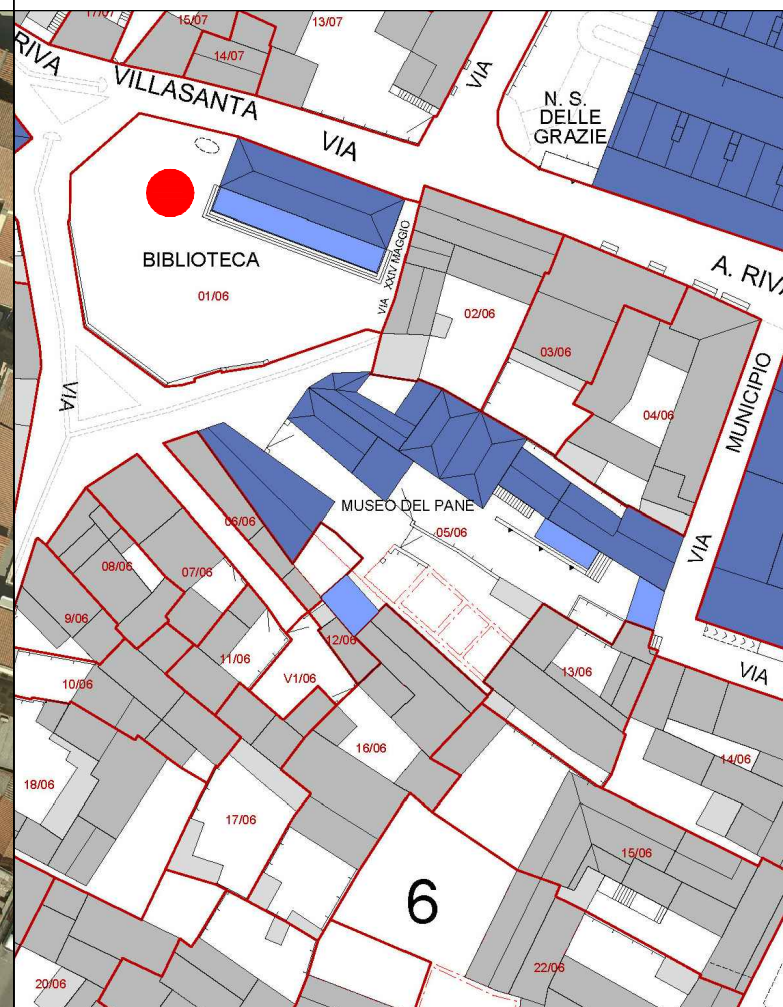 17/07
15/07
13/07
14/07
RIVA
VILLASANTA
VIA
VIA
N. S.
DELLE
GRAZIE
BIBLIOTECA
01/06
VIA XXIV MAGGIO
A. RIVA
02/06
03/06
04/06
VIA
MUNICIPIO
VIA
MUSEO DEL PANE
05/06
06/06
07/06
08/06
9/06
10/06
11/06
12/06
V1/06
13/06
VIA
14/06
16/06
18/06
17/06
15/06
6
22/06
20/06